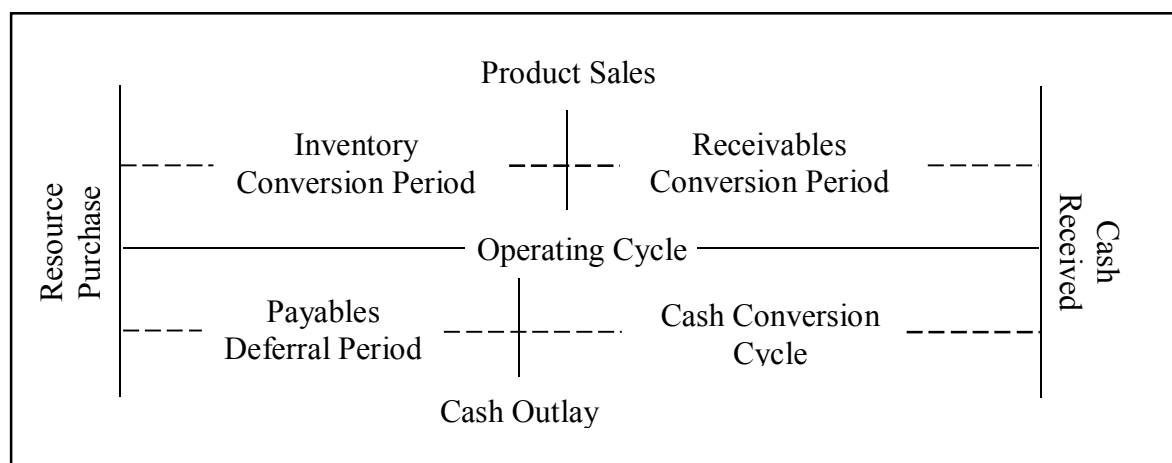 Product Sales
Inventory
Conversion Period
Receivables
Conversion Period
Resource
Purchase
Operating Cycle
Cash
Received
Payables
Deferral Period
Cash Conversion
Cycle
Cash Outlay